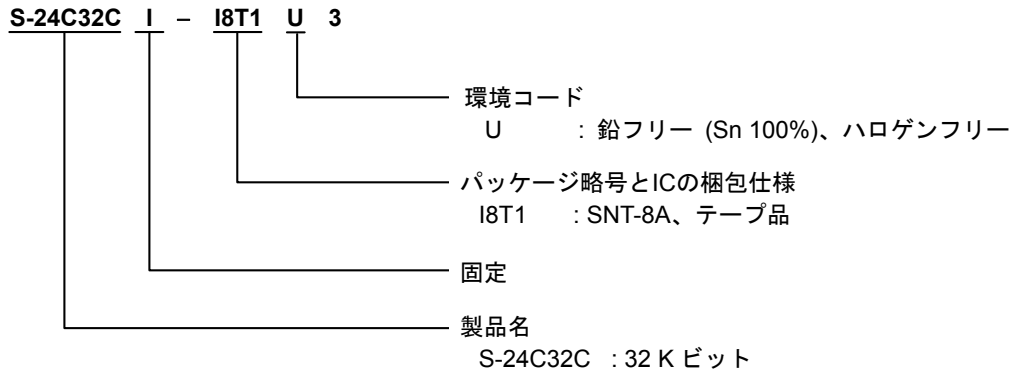 S-24C32C I – I8T1 U 3
環境コード
U : 鉛フリー (Sn 100%)、ハロゲンフリー
パッケージ略号とICの梱包仕様
I8T1 : SNT-8A、テープ品
固定
製品名
S-24C32C : 32 K ビット